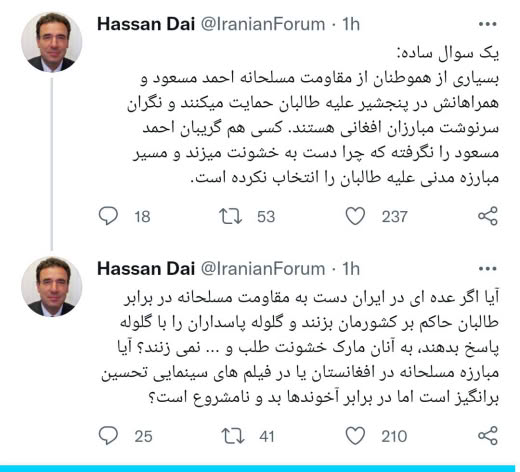 Hassan Dai @IranianForum · 1h
یک سوال ساده:
بسیاری از هموطنان از مقاومت مسلحانه احمد مسعود و
همراهانش در پنجشیر علیه طالبان حمایت میکنند و نگران
سرنوشت مبارزان افغانی هستند. کسی هم گریبان احمد
مسعود را نگرفته که چرا دست به خشونت میزند و مسیر
مبارزه مدنی علیه طالبان را انتخاب نکرده است.
18 53 237
Hassan Dai @IranianForum · 1h
آیا اگر عده ای در ایران دست به مقاومت مسلحانه در برابر
طالبان حاکم بر کشورمان بزنند و گلوله پاسداران را با گلوله
پاسخ بدهند، به آنان مارک خشونت طلب و ... نمی زنند؟ آیا
مبارزه مسلحانه در افغانستان یا در فیلم های سینمایی تحسین
برانگیز است اما در برابر آخوندها بد و نامشروع است؟
25 41 210